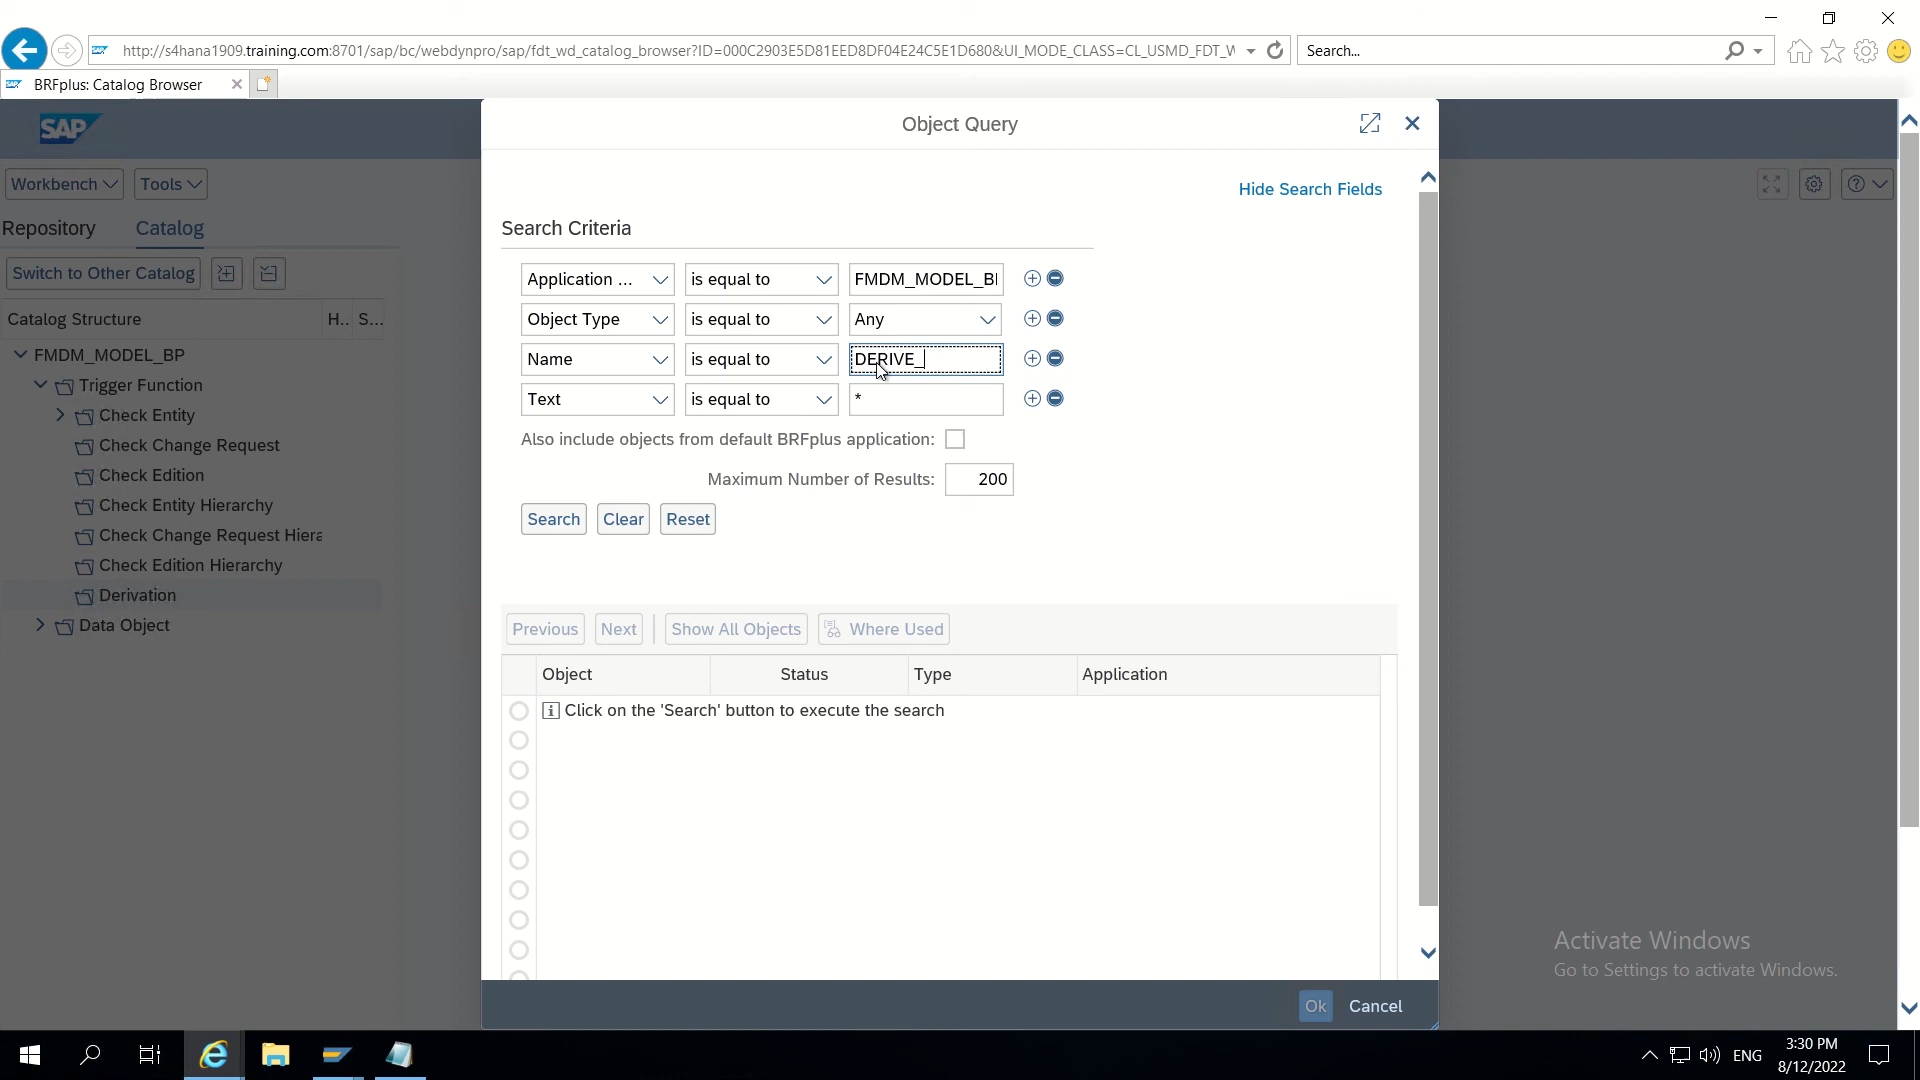 http://s4hana1909.training.com:8701/sap/bc/webdynpro/sap/fdt_wd_catalog_browser?ID=000C2903E5D81EED8DF04E24C5E1D680&UI_MODE_CLASS=CL_USMD_FDT_W
Search...
BRFplus: Catalog Browser
SAP
Object Query
Workbench
Tools
Hide Search Fields
Repository
Catalog
Search Criteria
Switch to Other Catalog
Application ...
is equal to
FMDM_MODEL_BI
Catalog Structure
H..
S...
Object Type
is equal to
Any
FMDM_MODEL_BP
Name
is equal to
DERIVE_
Trigger Function
Text
is equal to
*
Check Entity
Also include objects from default BRFplus application:
Check Change Request
Check Edition
Maximum Number of Results:
200
Check Entity Hierarchy
Search
Clear
Reset
Check Change Request Hiera
Check Edition Hierarchy
Derivation
Data Object
Previous
Next
Show All Objects
Where Used
Object
Status
Type
Application
Click on the 'Search' button to execute the search
Activate Windows
Go to Settings to activate Windows.
Ok
Cancel
ENG
3:30 PM
8/12/2022